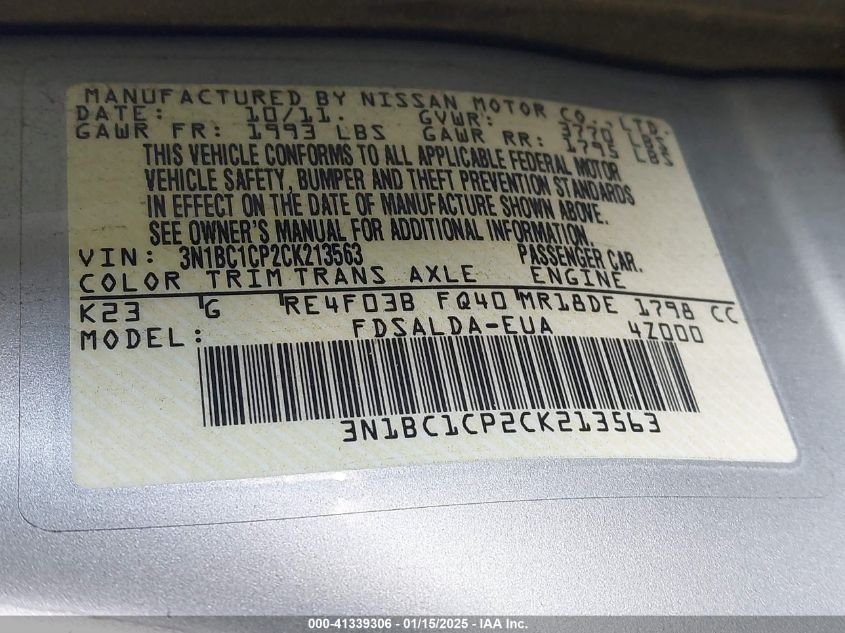 MANUFACTURED BY NISSAN MOTOR CO., LTD.
DATE: 10/11. GVWR: 3770 LBS
GAWR FR: 1993 LBS GAWR RR: 1795 LBS
THIS VEHICLE CONFORMS TO ALL APPLICABLE FEDERAL MOTOR
VEHICLE SAFETY, BUMPER AND THEFT PREVENTION STANDARDS
IN EFFECT ON THE DATE OF MANUFACTURE SHOWN ABOVE.
SEE OWNER'S MANUAL FOR ADDITIONAL INFORMATION.
VIN: 3N1BC1CP2CK213563 PASSENGER CAR.
COLOR TRIM TRANS AXLE ENGINE
K23 G RE4F03B FQ40 MR18DE 1798 CC
MODEL: FDSALDA-EUA 4Z000
3N1BC1CP2CK213563
000-41339306 - 01/15/2025 - IAA Inc.